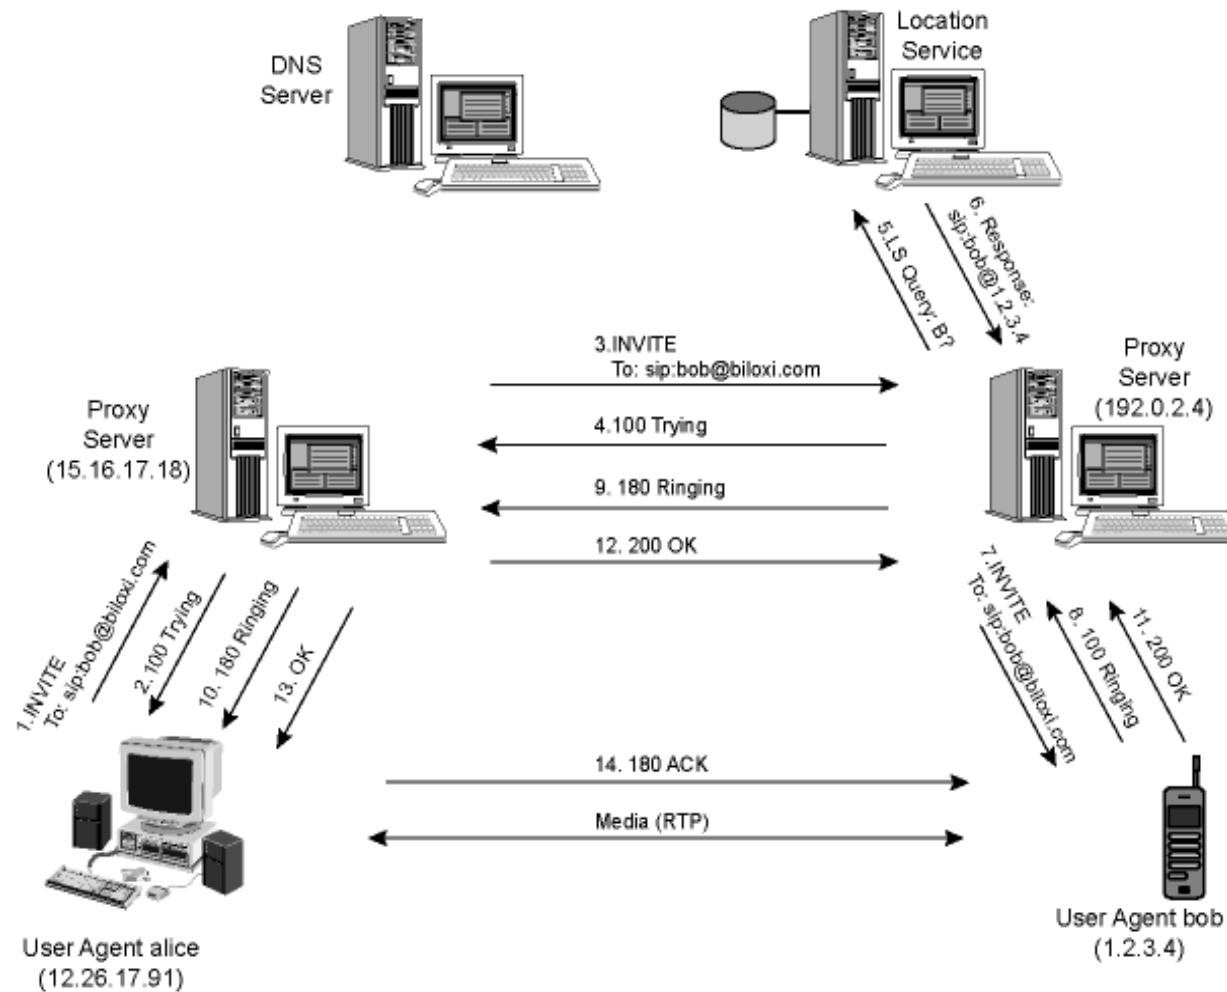 DNS
Server
Location
Service
5.LS Query: B?
6. Response:
sip:bob@1.2.3.4
3.INVITE
To: sip:bob@biloxi.com
Proxy
Server
(192.0.2.4)
Proxy
Server
(15.16.17.18)
4.100 Trying
9. 180 Ringing
12. 200 OK
1.INVITE
To: sip:bob@biloxi.com
2. 100 Trying
10. 180 Ringing
13. OK
7.INVITE
To: sip:bob@biloxi.com
8. 100 Ringing
11. 200 OK
14. 180 ACK
Media (RTP)
User Agent alice
(12.26.17.91)
User Agent bob
(1.2.3.4)